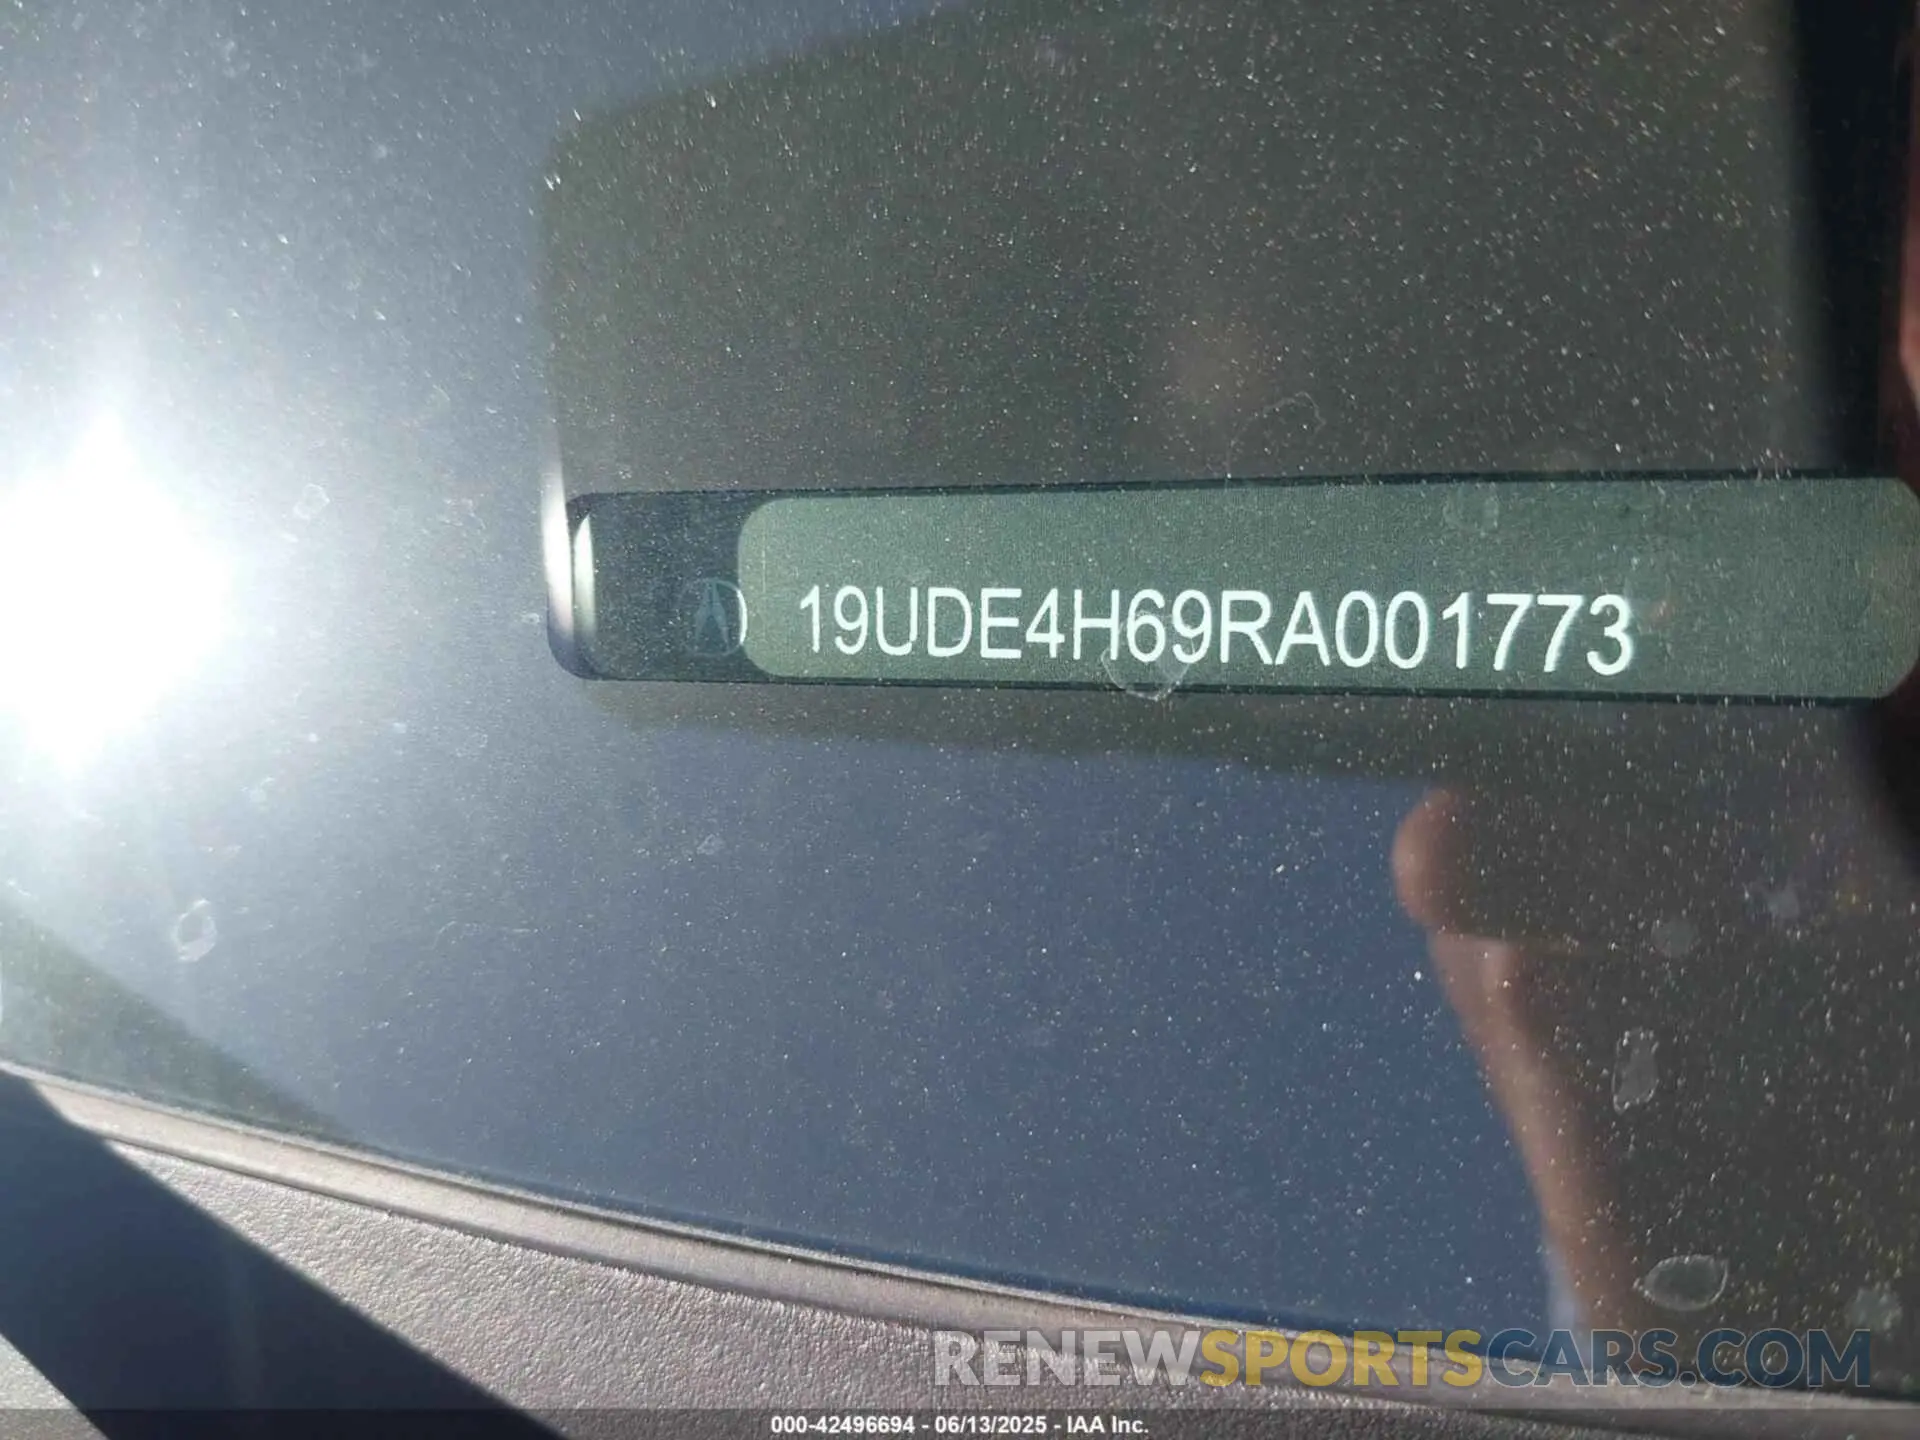 19UDE4H69RA001773
RENEWSPORTSCARS.COM
000-42496694 - 06/13/2025 - IAA Inc.